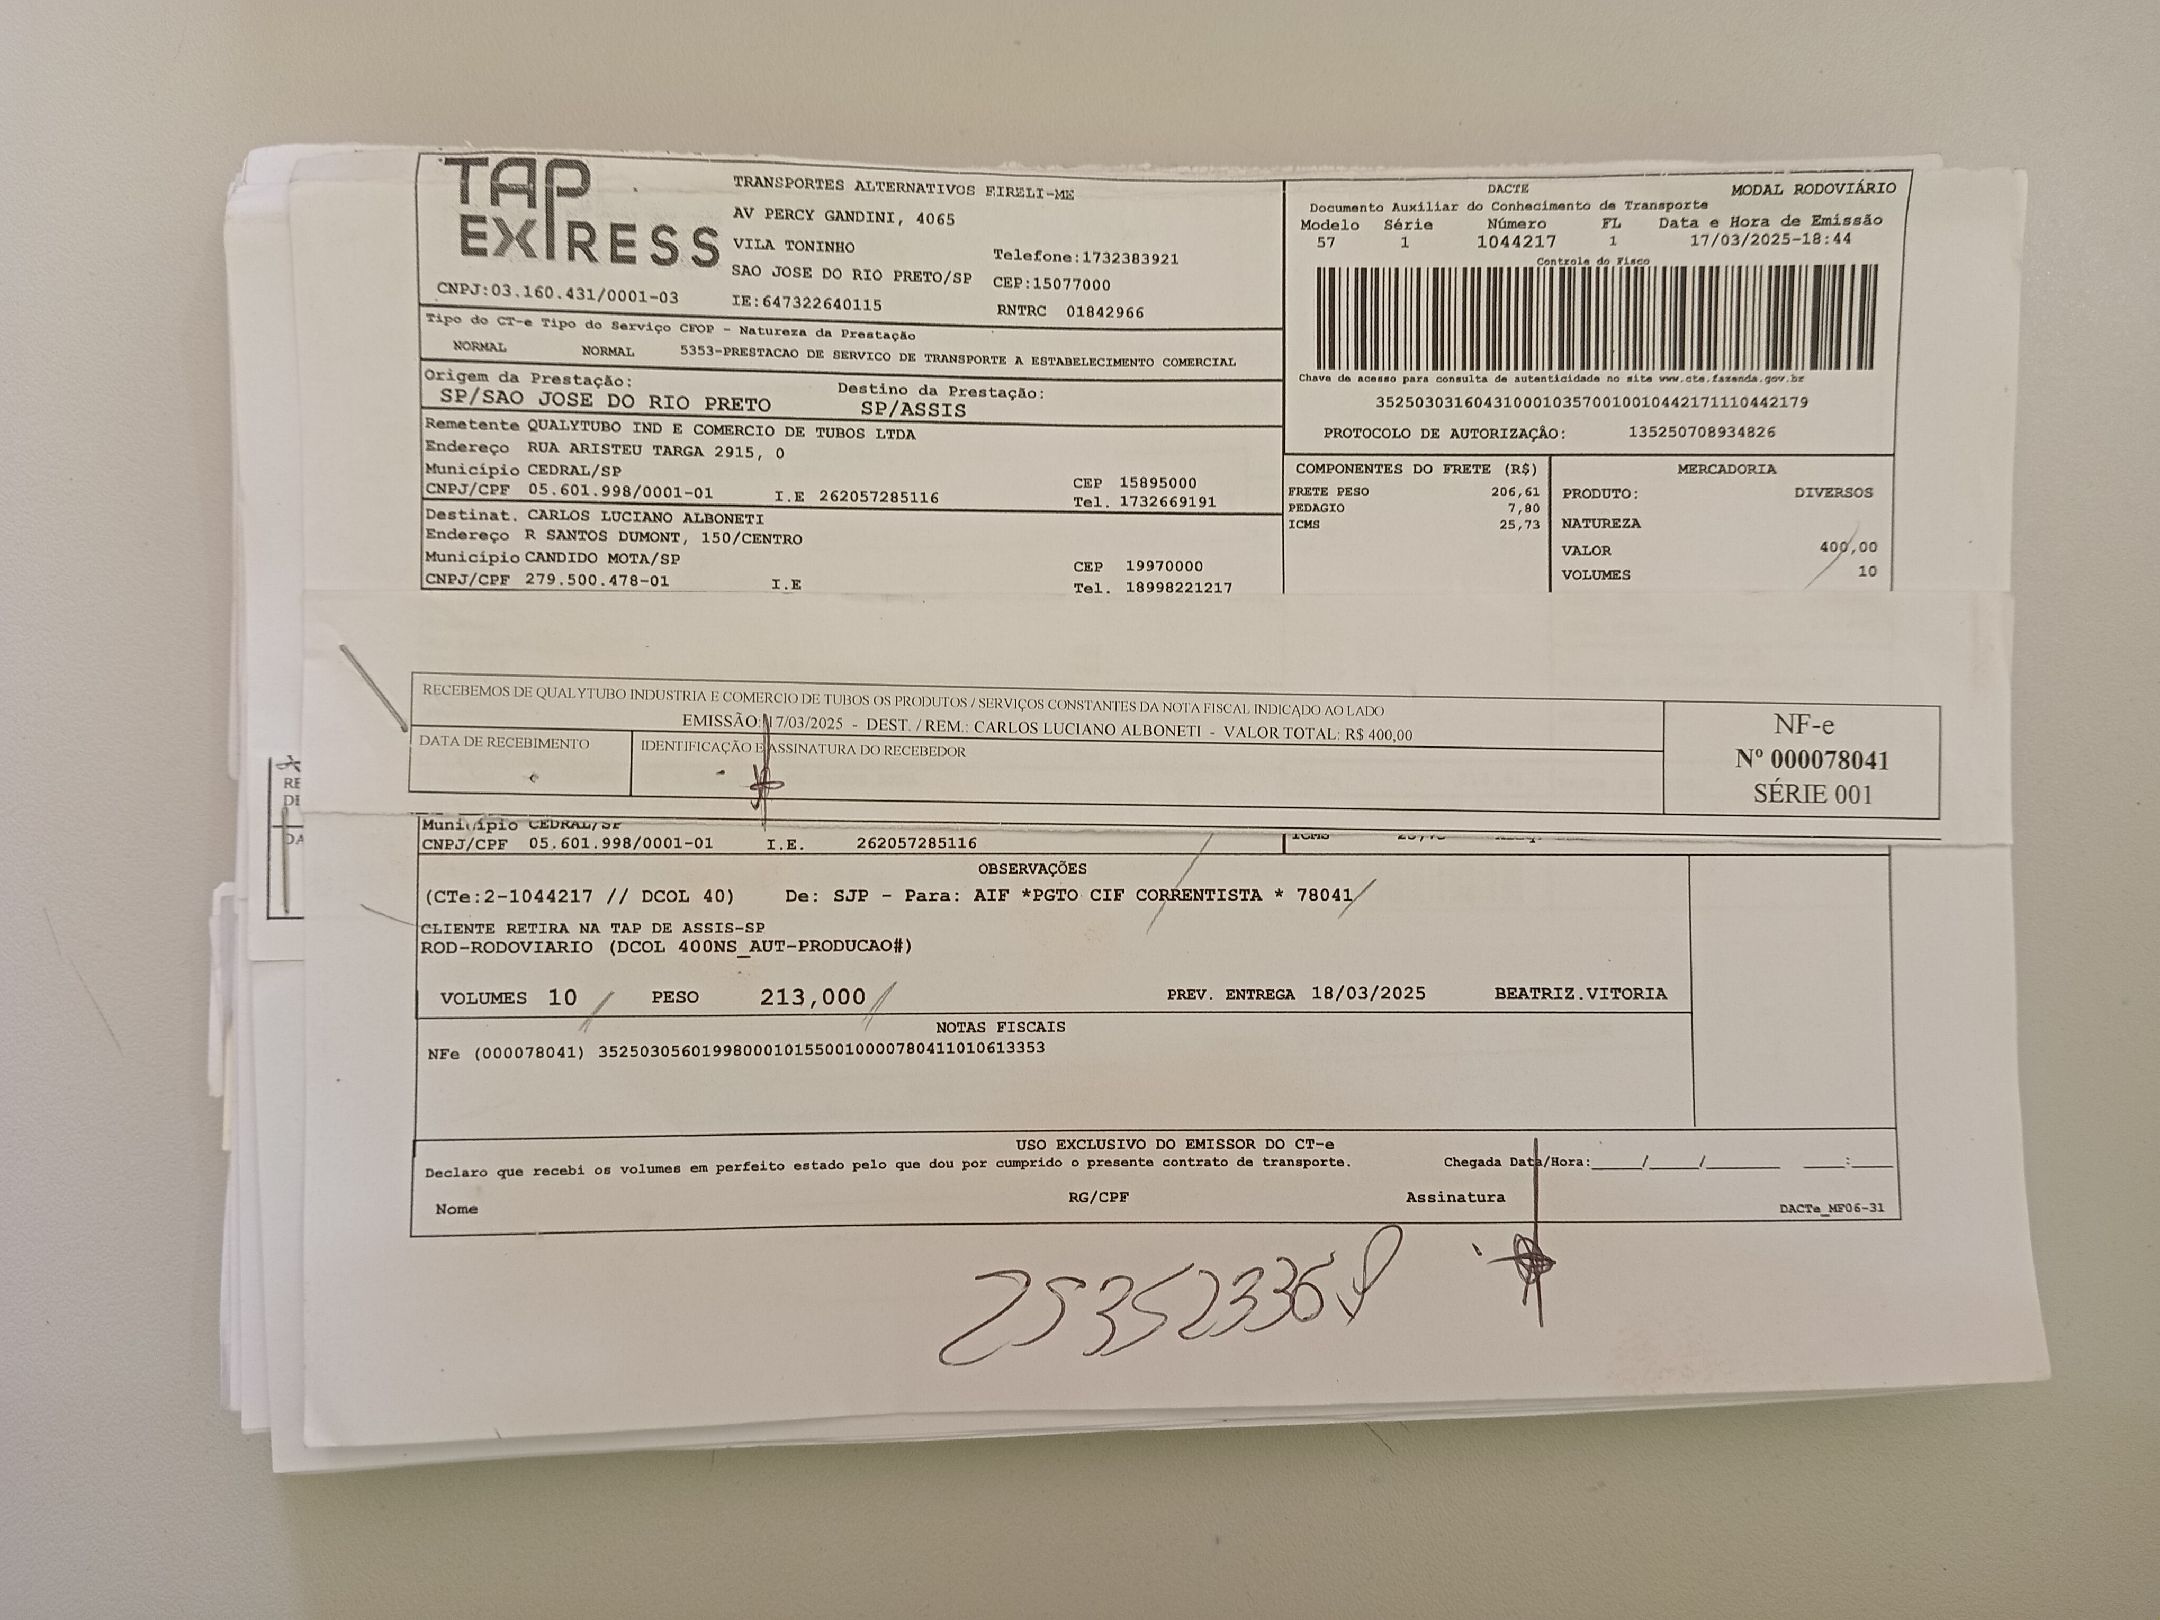 TAP
EXPRESS
CNPJ:03.160.431/0001-03
TRANSPORTES ALTERNATIVOS EIRELI-ME
AV PERCY GANDINI, 4065
VILA TONINHO
Telefone:1732383921
SAO JOSE DO RIO PRETO/SP CEP:15077000
IE:647322640115 RNTRC 01842966
DACTE MODAL RODOVIÁRIO
Documento Auxiliar do Conhecimento de Transporte
Modelo Série Número FL Data e Hora de Emissão
57 1 1044217 1 17/03/2025-18:44
Controle do Fisco
Chave de acesso para consulta de autenticidade no site www.cte.fazenda.gov.br
35250303160431000103570010010442171110442179
PROTOCOLO DE AUTORIZAÇÃO: 135250708934826
Tipo do CT-e Tipo do Serviço CFOP - Natureza da Prestação
NORMAL NORMAL 5353-PRESTACAO DE SERVICO DE TRANSPORTE A ESTABELECIMENTO COMERCIAL
Origem da Prestação: Destino da Prestação:
SP/SAO JOSE DO RIO PRETO SP/ASSIS
Remetente QUALYTUBO IND E COMERCIO DE TUBOS LTDA
Endereço RUA ARISTEU TARGA 2915, 0
Município CEDRAL/SP CEP 15895000
CNPJ/CPF 05.601.998/0001-01 I.E 262057285116 Tel. 1732669191
Destinat. CARLOS LUCIANO ALBONETI
Endereço R SANTOS DUMONT, 150/CENTRO
Município CANDIDO MOTA/SP CEP 19970000
CNPJ/CPF 279.500.478-01 I.E Tel. 18998221217
COMPONENTES DO FRETE (R$)
FRETE PESO 206,61
PEDAGIO 7,80
ICMS 25,73
MERCADORIA
PRODUTO: DIVERSOS
NATUREZA
VALOR 400,00
VOLUMES 10
RECEBEMOS DE QUALYTUBO INDUSTRIA E COMERCIO DE TUBOS OS PRODUTOS / SERVIÇOS CONSTANTES DA NOTA FISCAL INDICADO AO LADO
EMISSÃO: 17/03/2025 - DEST. / REM.: CARLOS LUCIANO ALBONETI - VALOR TOTAL: R$ 400,00
DATA DE RECEBIMENTO IDENTIFICAÇÃO E ASSINATURA DO RECEBEDOR
NF-e
Nº 000078041
SÉRIE 001
RE
DE
DA
Município CEDRAL/SP
CNPJ/CPF 05.601.998/0001-01 I.E. 262057285116
ICMS
OBSERVAÇÕES
(CTe:2-1044217 // DCOL 40) De: SJP - Para: AIF *PGTO CIF CORRENTISTA * 78041
CLIENTE RETIRA NA TAP DE ASSIS-SP
ROD-RODOVIARIO (DCOL 400NS_AUT-PRODUCAO#)
VOLUMES 10 PESO 213,000 PREV. ENTREGA 18/03/2025 BEATRIZ.VITORIA
NOTAS FISCAIS
NFe (000078041) 35250305601998000101550010000780411010613353
USO EXCLUSIVO DO EMISSOR DO CT-e
Declaro que recebi os volumes em perfeito estado pelo que dou por cumprido o presente contrato de transporte. Chegada Data/Hora:_____/_____/________ ___:____
Nome RG/CPF Assinatura DACTe_MF06-31